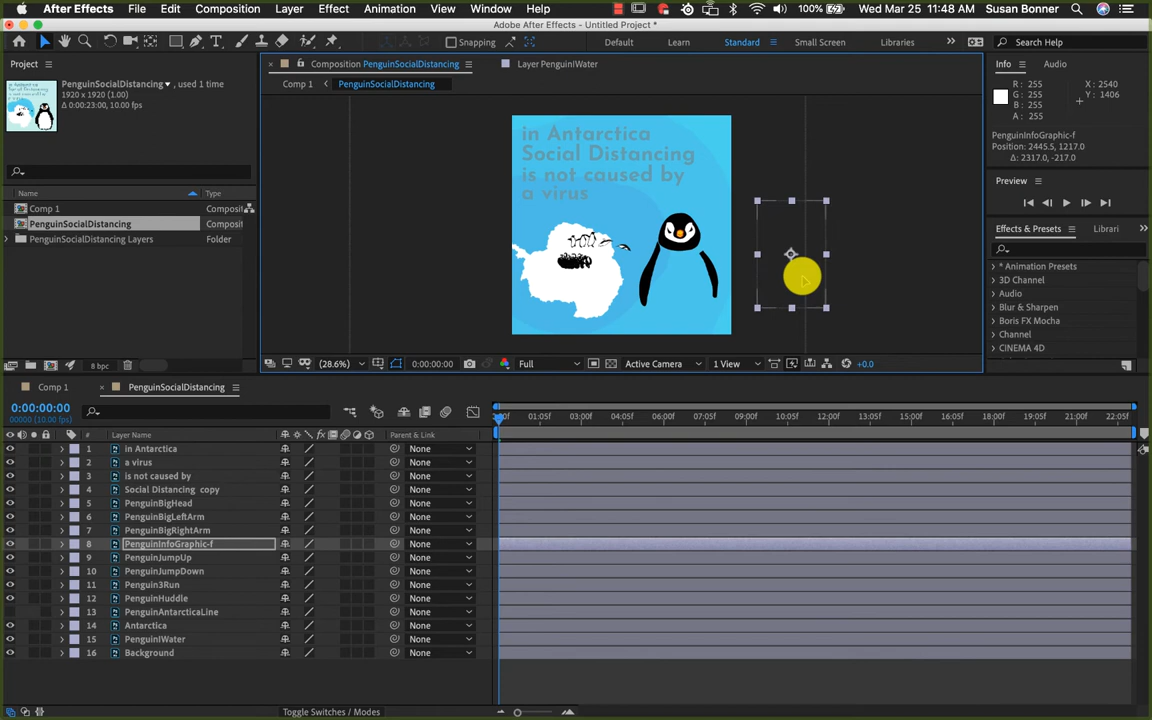 After Effects File Edit Composition Layer Effect Animation View Window Help 100% Wed Mar 25 11:48 AM Susan Bonner
Adobe After Effects - Untitled Project *
Snapping Default Learn Standard Small Screen Libraries Search Help
Project
PenguinSocialDistancing , used 1 time
1920 x 1920 (1.00)
Δ 0:00:23:00, 10.00 fps
Name Type
Comp 1 Composit
PenguinSocialDistancing Composit
PenguinSocialDistancing Layers Folder
8 bpc
Composition PenguinSocialDistancing Layer PenguinIWater
Comp 1 PenguinSocialDistancing
in Antarctica
Social Distancing
is not caused by
a virus
(28.6%) 0:00:00:00 Full Active Camera 1 View +0.0
Info Audio
R: 255 X: 2540
G: 255 Y: 1406
B: 255
A: 255
PenguinInfoGraphic-f
Position: 2445.5, 1217.0
Δ: 2317.0, -217.0
Preview
Effects & Presets Librari
* Animation Presets
3D Channel
Audio
Blur & Sharpen
Boris FX Mocha
Channel
CINEMA 4D
Comp 1 PenguinSocialDistancing
0:00:00:00
00000 (10.00 fps)
:00f 01:05f 03:00f 04:05f 06:00f 07:05f 09:00f 10:05f 12:00f 13:05f 15:00f 16:05f 18:00f 19:05f 21:00f 22:05f
# Layer Name Parent & Link
1 in Antarctica None
2 a virus None
3 is not caused by None
4 Social Distancing copy None
5 PenguinBigHead None
6 PenguinBigLeftArm None
7 PenguinBigRightArm None
8 PenguinInfoGraphic-f None
9 PenguinJumpUp None
10 PenguinJumpDown None
11 Penguin3Run None
12 PenguinHuddle None
13 PenguinAntarcticaLine None
14 Antarctica None
15 PenguinIWater None
16 Background None
Toggle Switches / Modes